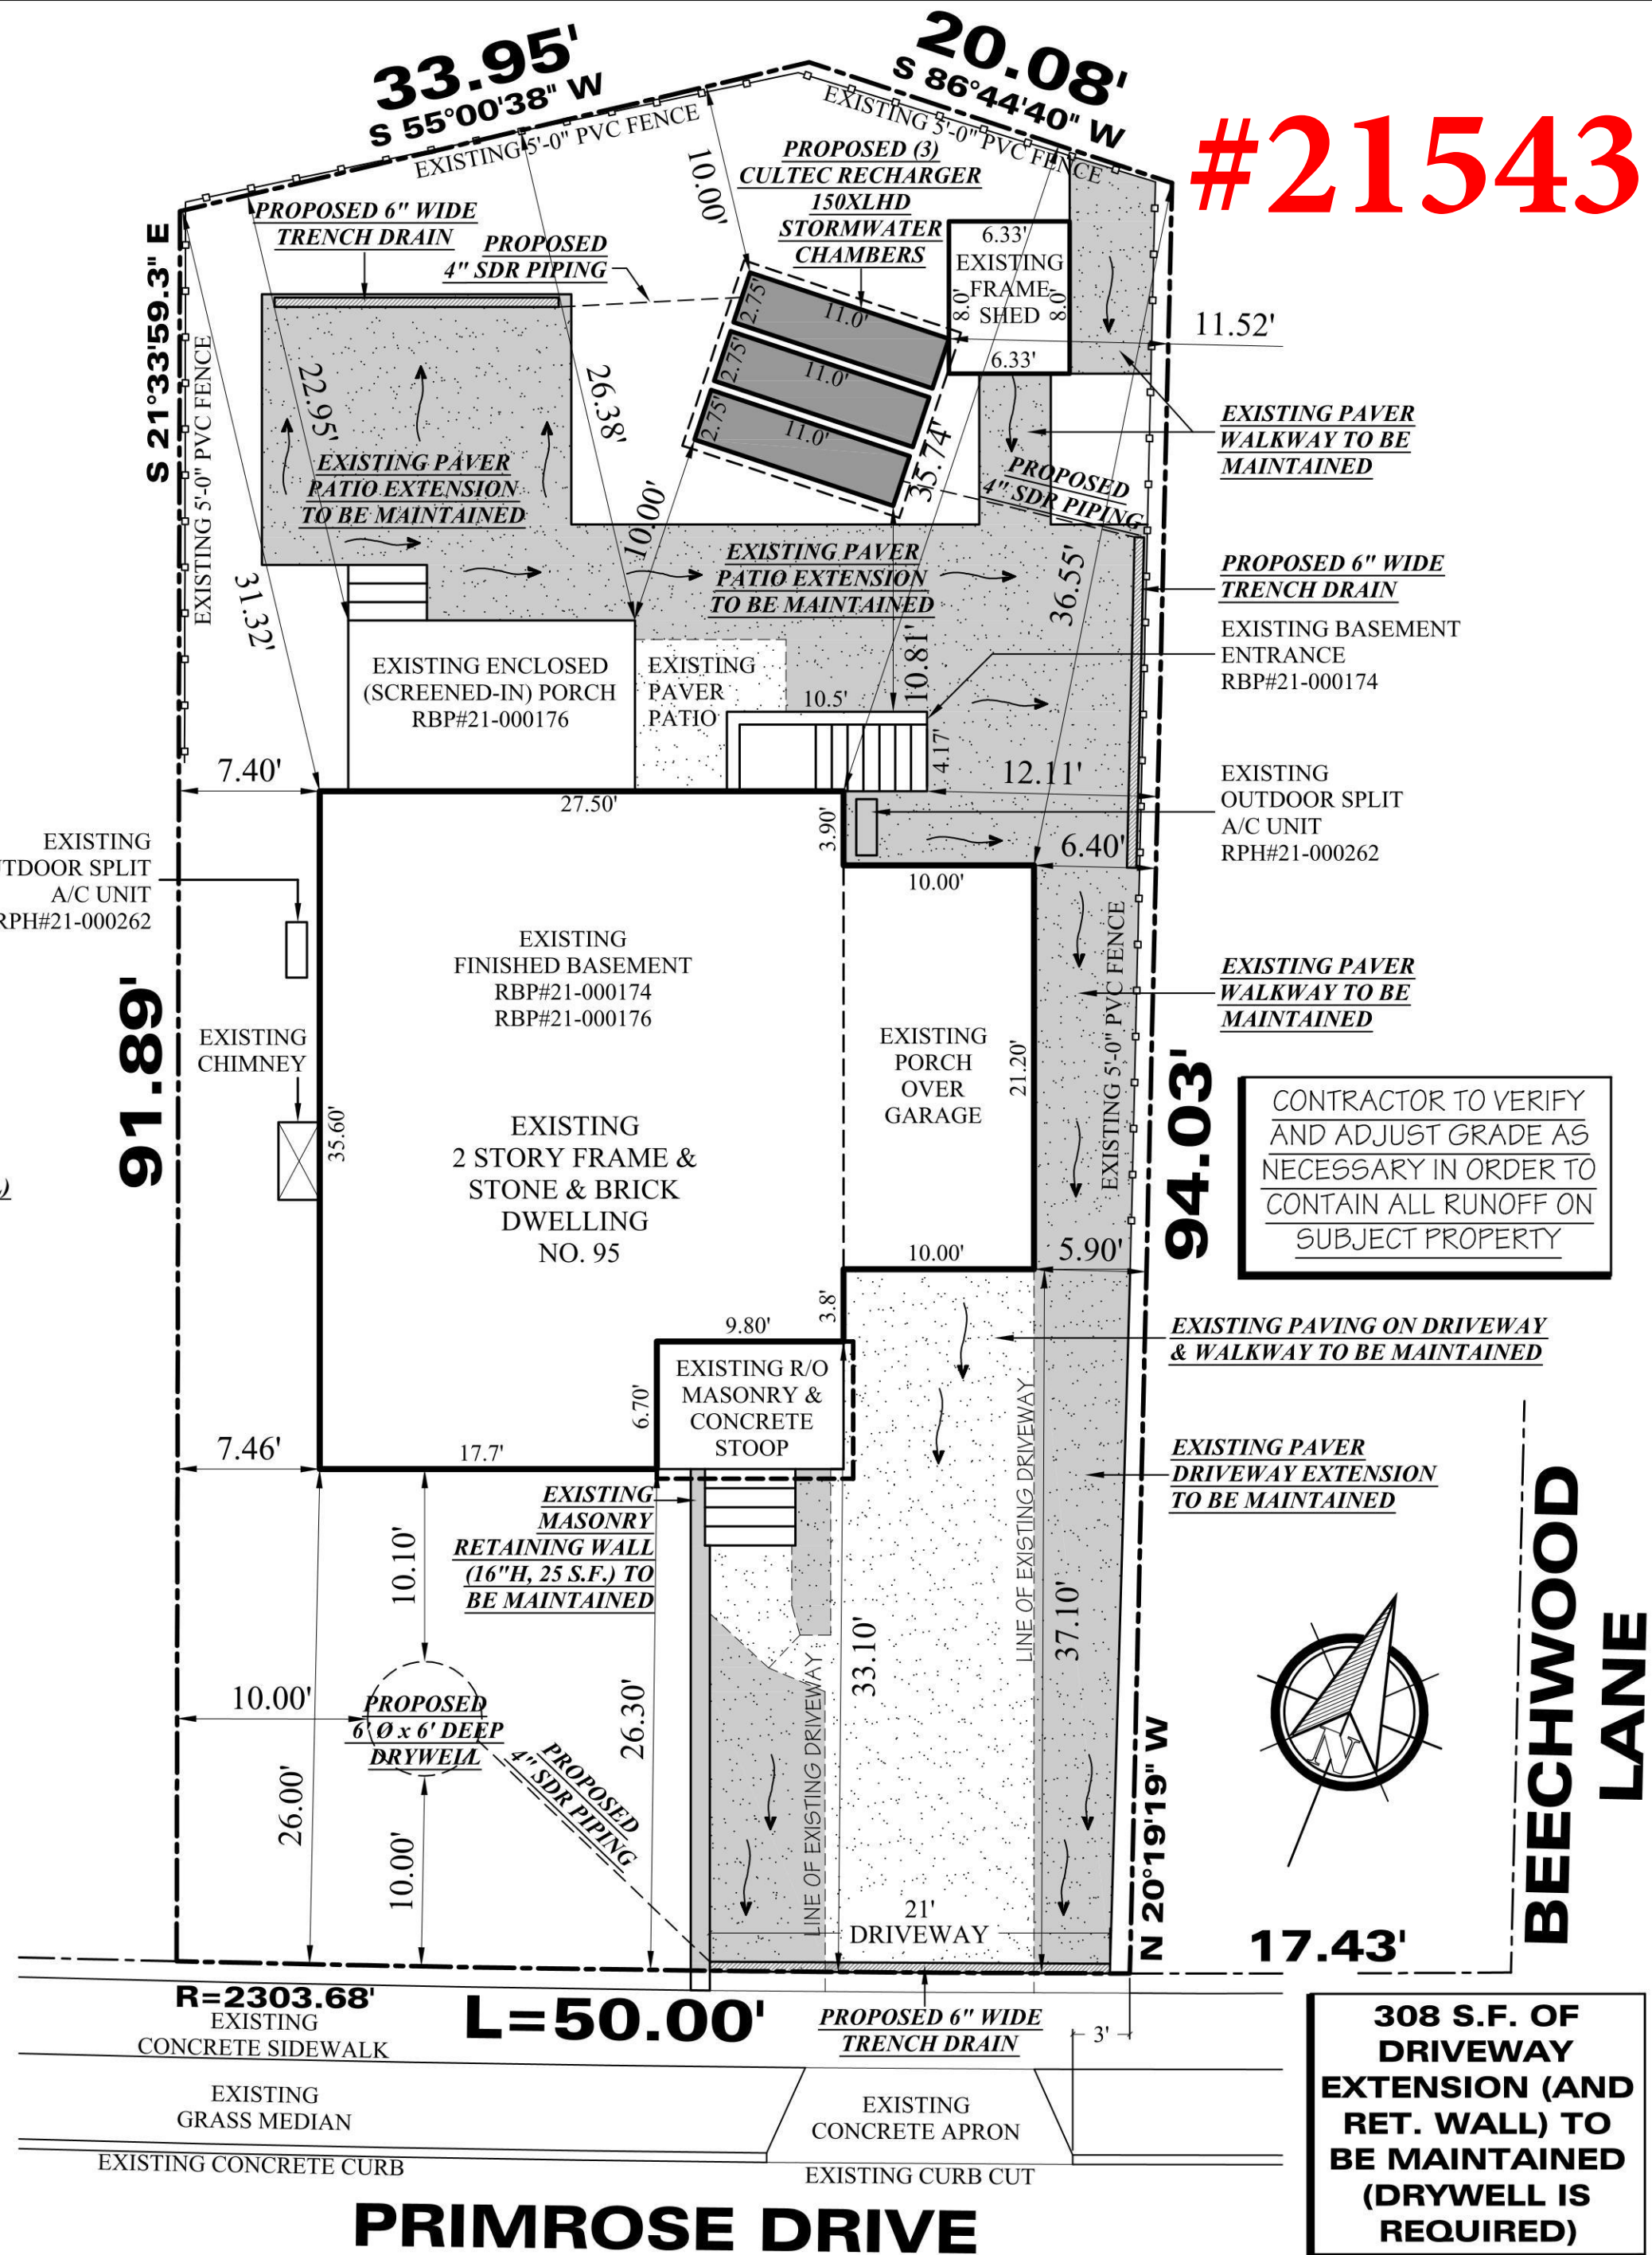 33.95'
S 55°00'38" W
EXISTING 5'-0" PVC FENCE
20.08'
S 86°44'40" W
EXISTING 5'-0" PVC FENCE
#21543
10.00'
PROPOSED (3)
CULTEC RECHARGER
150XLHD
STORMWATER
CHAMBERS
PROPOSED 6" WIDE
TRENCH DRAIN
PROPOSED
4" SDR PIPING
6.33'
EXISTING
FRAME
SHED
8.0'
8.0'
6.33'
11.52'
S 21°33'59.3" E
EXISTING 5'-0" PVC FENCE
2.75'
11.0'
2.75'
11.0'
2.75'
11.0'
22.95'
26.38'
31.32'
10.00'
35.74'
36.55'
EXISTING PAVER
PATIO EXTENSION
TO BE MAINTAINED
EXISTING PAVER
WALKWAY TO BE
MAINTAINED
PROPOSED
4" SDR PIPING
EXISTING PAVER
PATIO EXTENSION
TO BE MAINTAINED
PROPOSED 6" WIDE
TRENCH DRAIN
EXISTING BASEMENT
ENTRANCE
RBP#21-000174
EXISTING ENCLOSED
(SCREENED-IN) PORCH
RBP#21-000176
EXISTING
PAVER
PATIO
10.5'
10.81'
4.17'
12.11'
7.40'
27.50'
3.90'
EXISTING
OUTDOOR SPLIT
A/C UNIT
RPH#21-000262
6.40'
10.00'
EXISTING
UTDOOR SPLIT
A/C UNIT
RPH#21-000262
EXISTING
FINISHED BASEMENT
RBP#21-000174
RBP#21-000176
EXISTING PAVER
WALKWAY TO BE
MAINTAINED
EXISTING 5'-0" PVC FENCE
91.89'
EXISTING
CHIMNEY
35.60'
EXISTING
PORCH
OVER
GARAGE
21.20'
94.03'
EXISTING
2 STORY FRAME &
STONE & BRICK
DWELLING
NO. 95
CONTRACTOR TO VERIFY
AND ADJUST GRADE AS
NECESSARY IN ORDER TO
CONTAIN ALL RUNOFF ON
SUBJECT PROPERTY
)
10.00'
5.90'
3.8'
9.80'
EXISTING R/O
MASONRY &
CONCRETE
STOOP
6.70'
EXISTING PAVING ON DRIVEWAY
& WALKWAY TO BE MAINTAINED
7.46'
17.7'
EXISTING
MASONRY
RETAINING WALL
(16"H, 25 S.F.) TO
BE MAINTAINED
LINE OF EXISTING DRIVEWAY
EXISTING PAVER
DRIVEWAY EXTENSION
TO BE MAINTAINED
10.10'
33.10'
37.10'
10.00'
PROPOSED
6' Ø x 6' DEEP
DRYWELL
26.30'
26.00'
10.00'
PROPOSED
4" SDR PIPING
LINE OF EXISTING DRIVEWAY
21'
DRIVEWAY
N
N 20°19'19" W
BEECHWOOD
LANE
17.43'
R=2303.68'
L=50.00'
EXISTING
CONCRETE SIDEWALK
PROPOSED 6" WIDE
TRENCH DRAIN
3'
EXISTING
GRASS MEDIAN
EXISTING
CONCRETE APRON
EXISTING CONCRETE CURB
EXISTING CURB CUT
PRIMROSE DRIVE
308 S.F. OF
DRIVEWAY
EXTENSION (AND
RET. WALL) TO
BE MAINTAINED
(DRYWELL IS
REQUIRED)